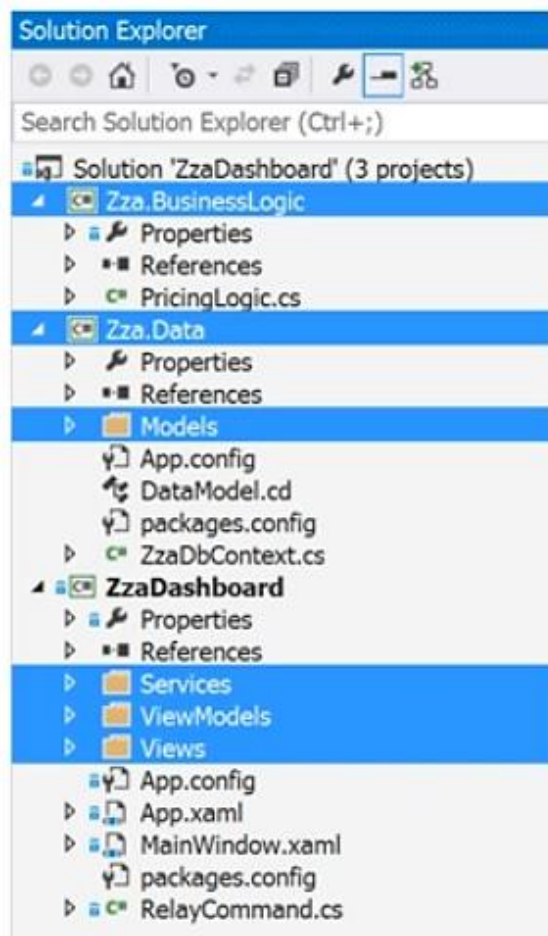 Solution Explorer
Search Solution Explorer (Ctrl+;)
Solution 'ZzaDashboard' (3 projects)
C# Zza.BusinessLogic
Properties
References
C# PricingLogic.cs
C# Zza.Data
Properties
References
Models
App.config
DataModel.cd
packages.config
C# ZzaDbContext.cs
C# ZzaDashboard
Properties
References
Services
ViewModels
Views
App.config
App.xaml
MainWindow.xaml
packages.config
C# RelayCommand.cs